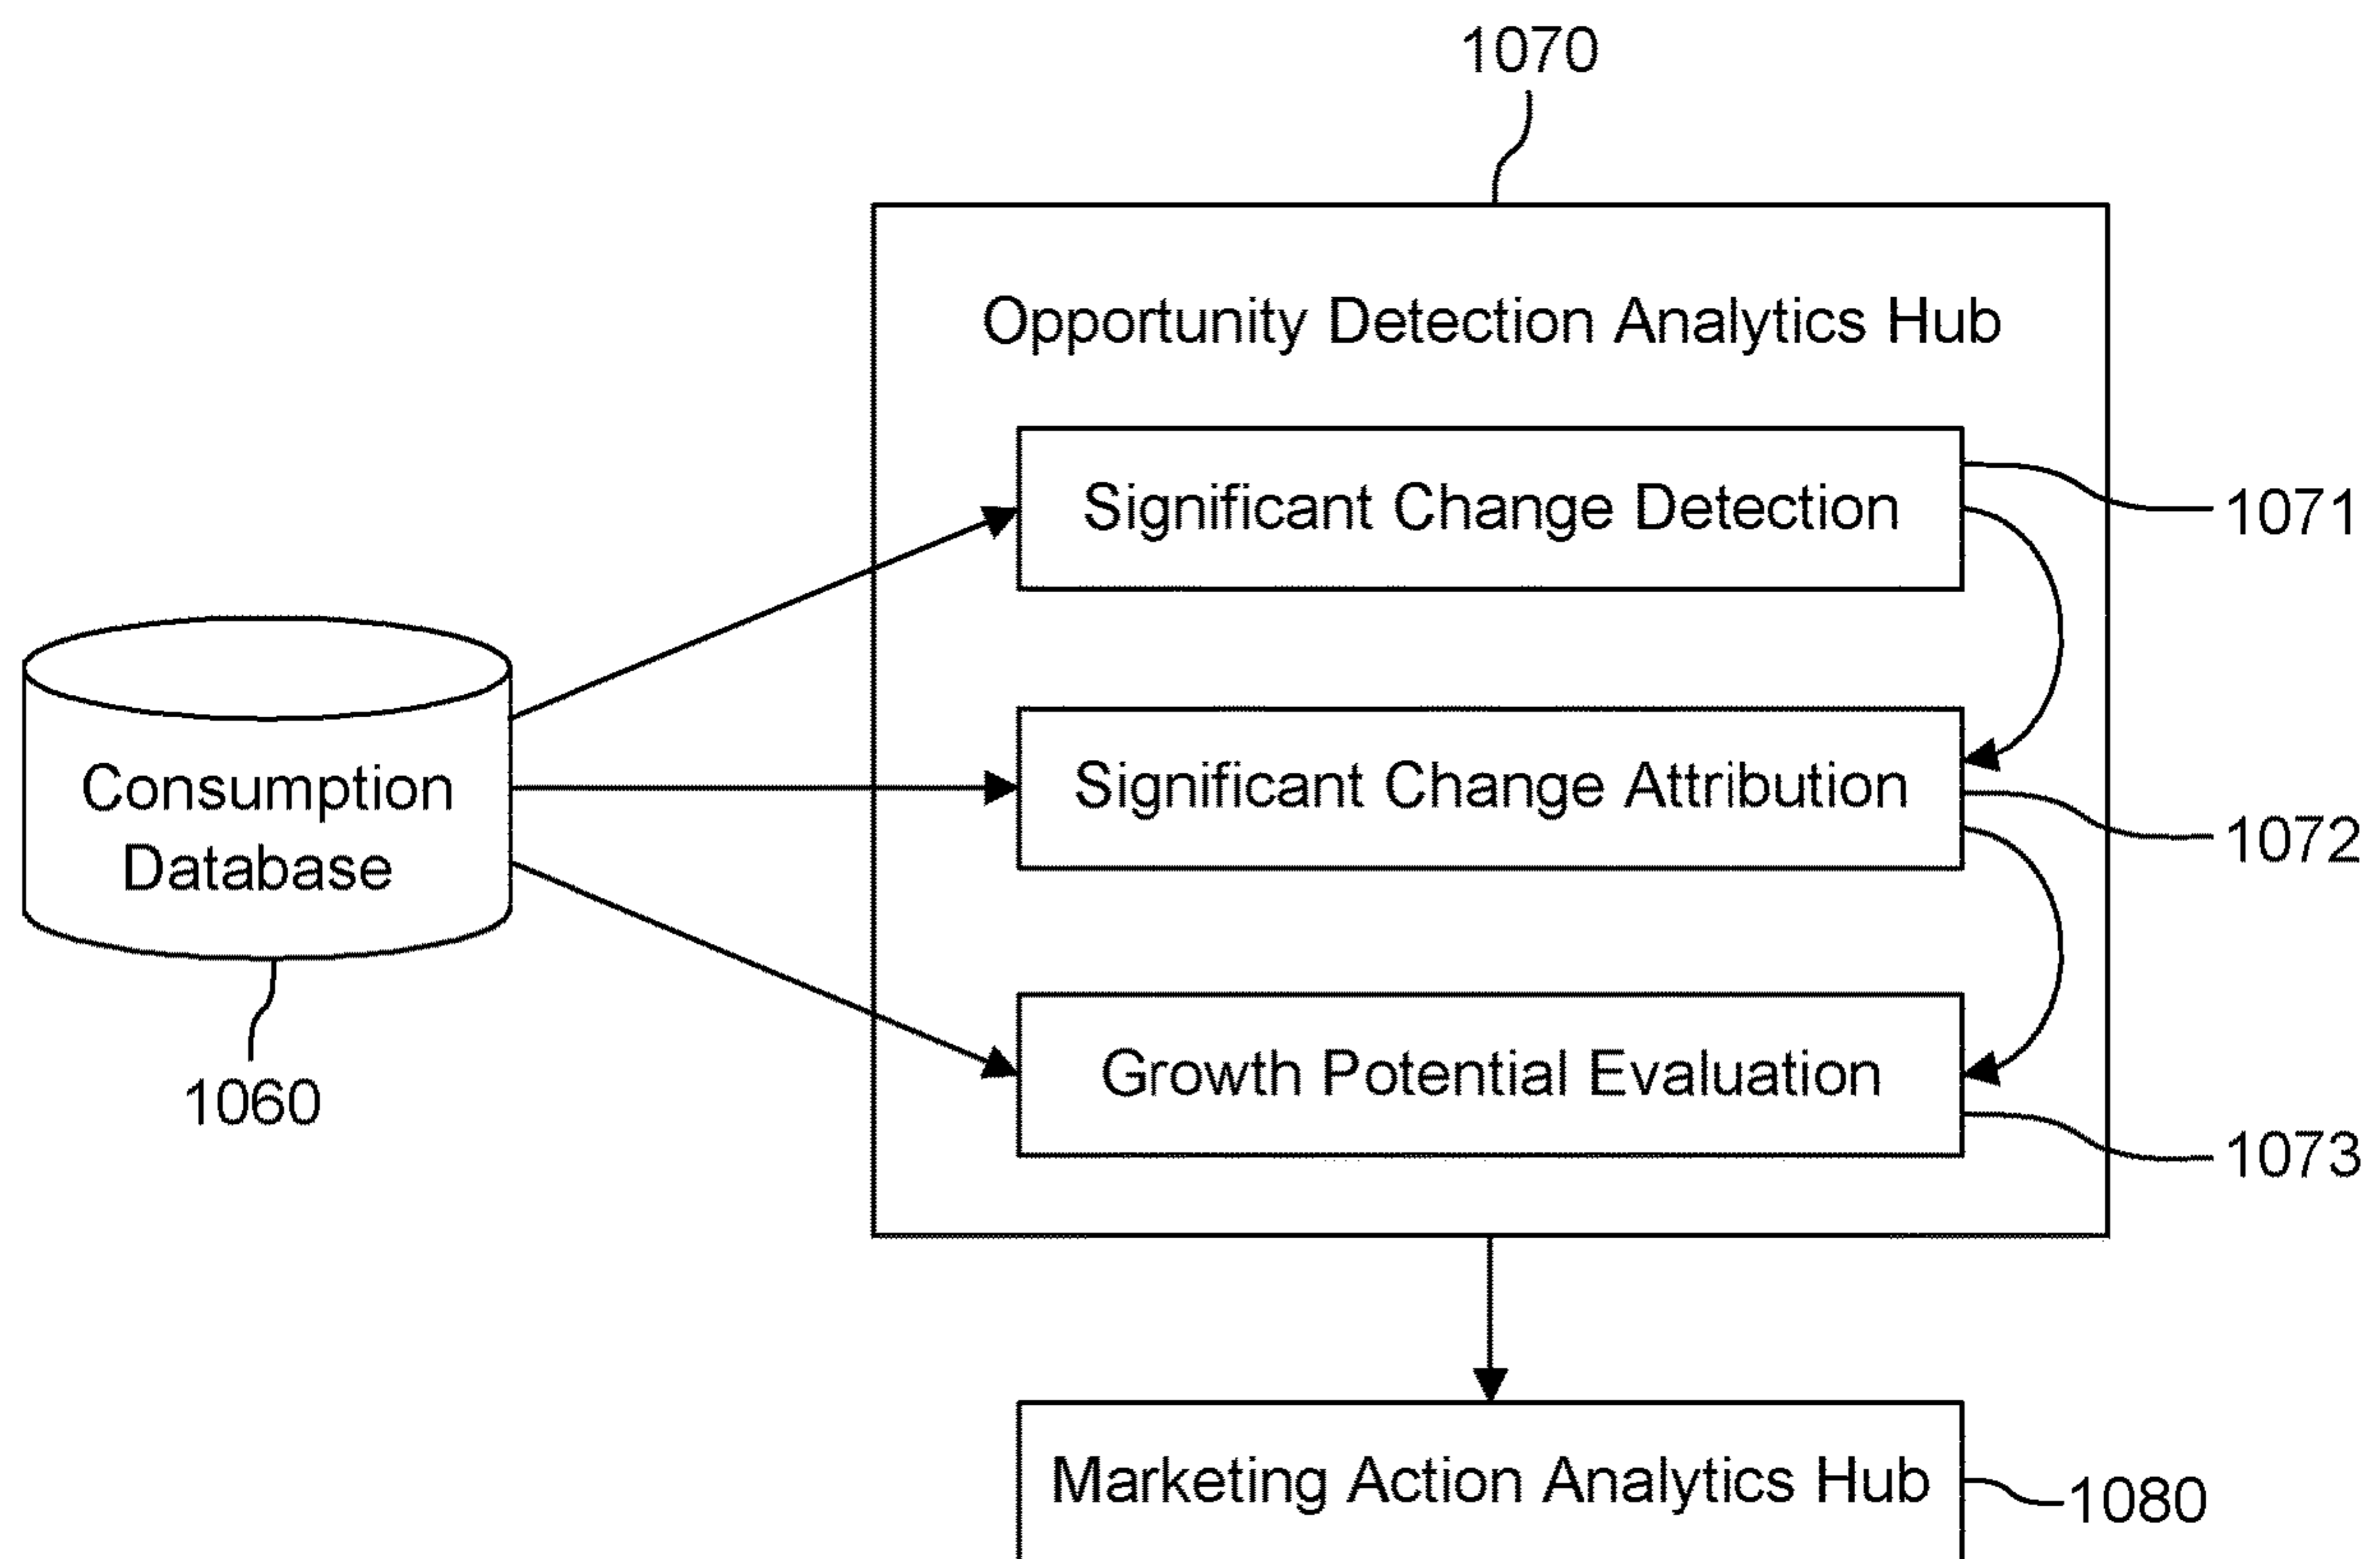 1070
Opportunity Detection Analytics Hub
Significant Change Detection
1071
Consumption
Database
Significant Change Attribution
1072
1060
Growth Potential Evaluation
1073
Marketing Action Analytics Hub
1080